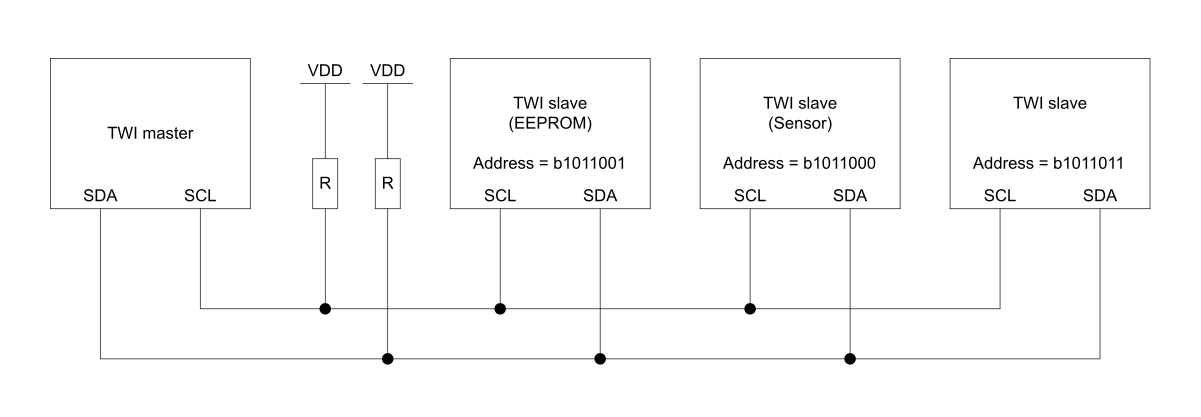 TWI master
SDA
SCL
VDD
VDD
R
R
TWI slave
(EEPROM)
Address = b1011001
SCL
SDA
TWI slave
(Sensor)
Address = b1011000
SCL
SDA
TWI slave
Address = b1011011
SCL
SDA